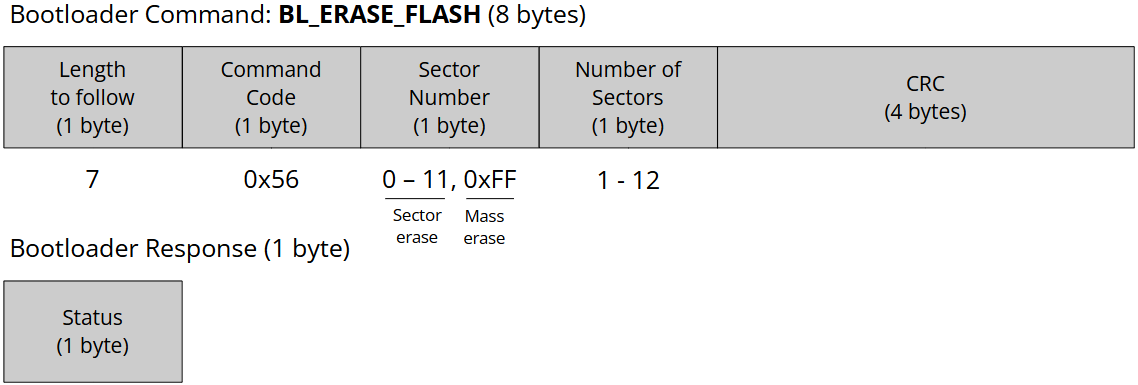 Bootloader Command: BL_ERASE_FLASH (8 bytes)
Length
to follow
(1 byte)
Command
Code
(1 byte)
Sector
Number
(1 byte)
Number of
Sectors
(1 byte)
CRC
(4 bytes)
7
0x56
0 – 11, 0xFF
1 - 12
Sector
erase
Mass
erase
Bootloader Response (1 byte)
Status
(1 byte)